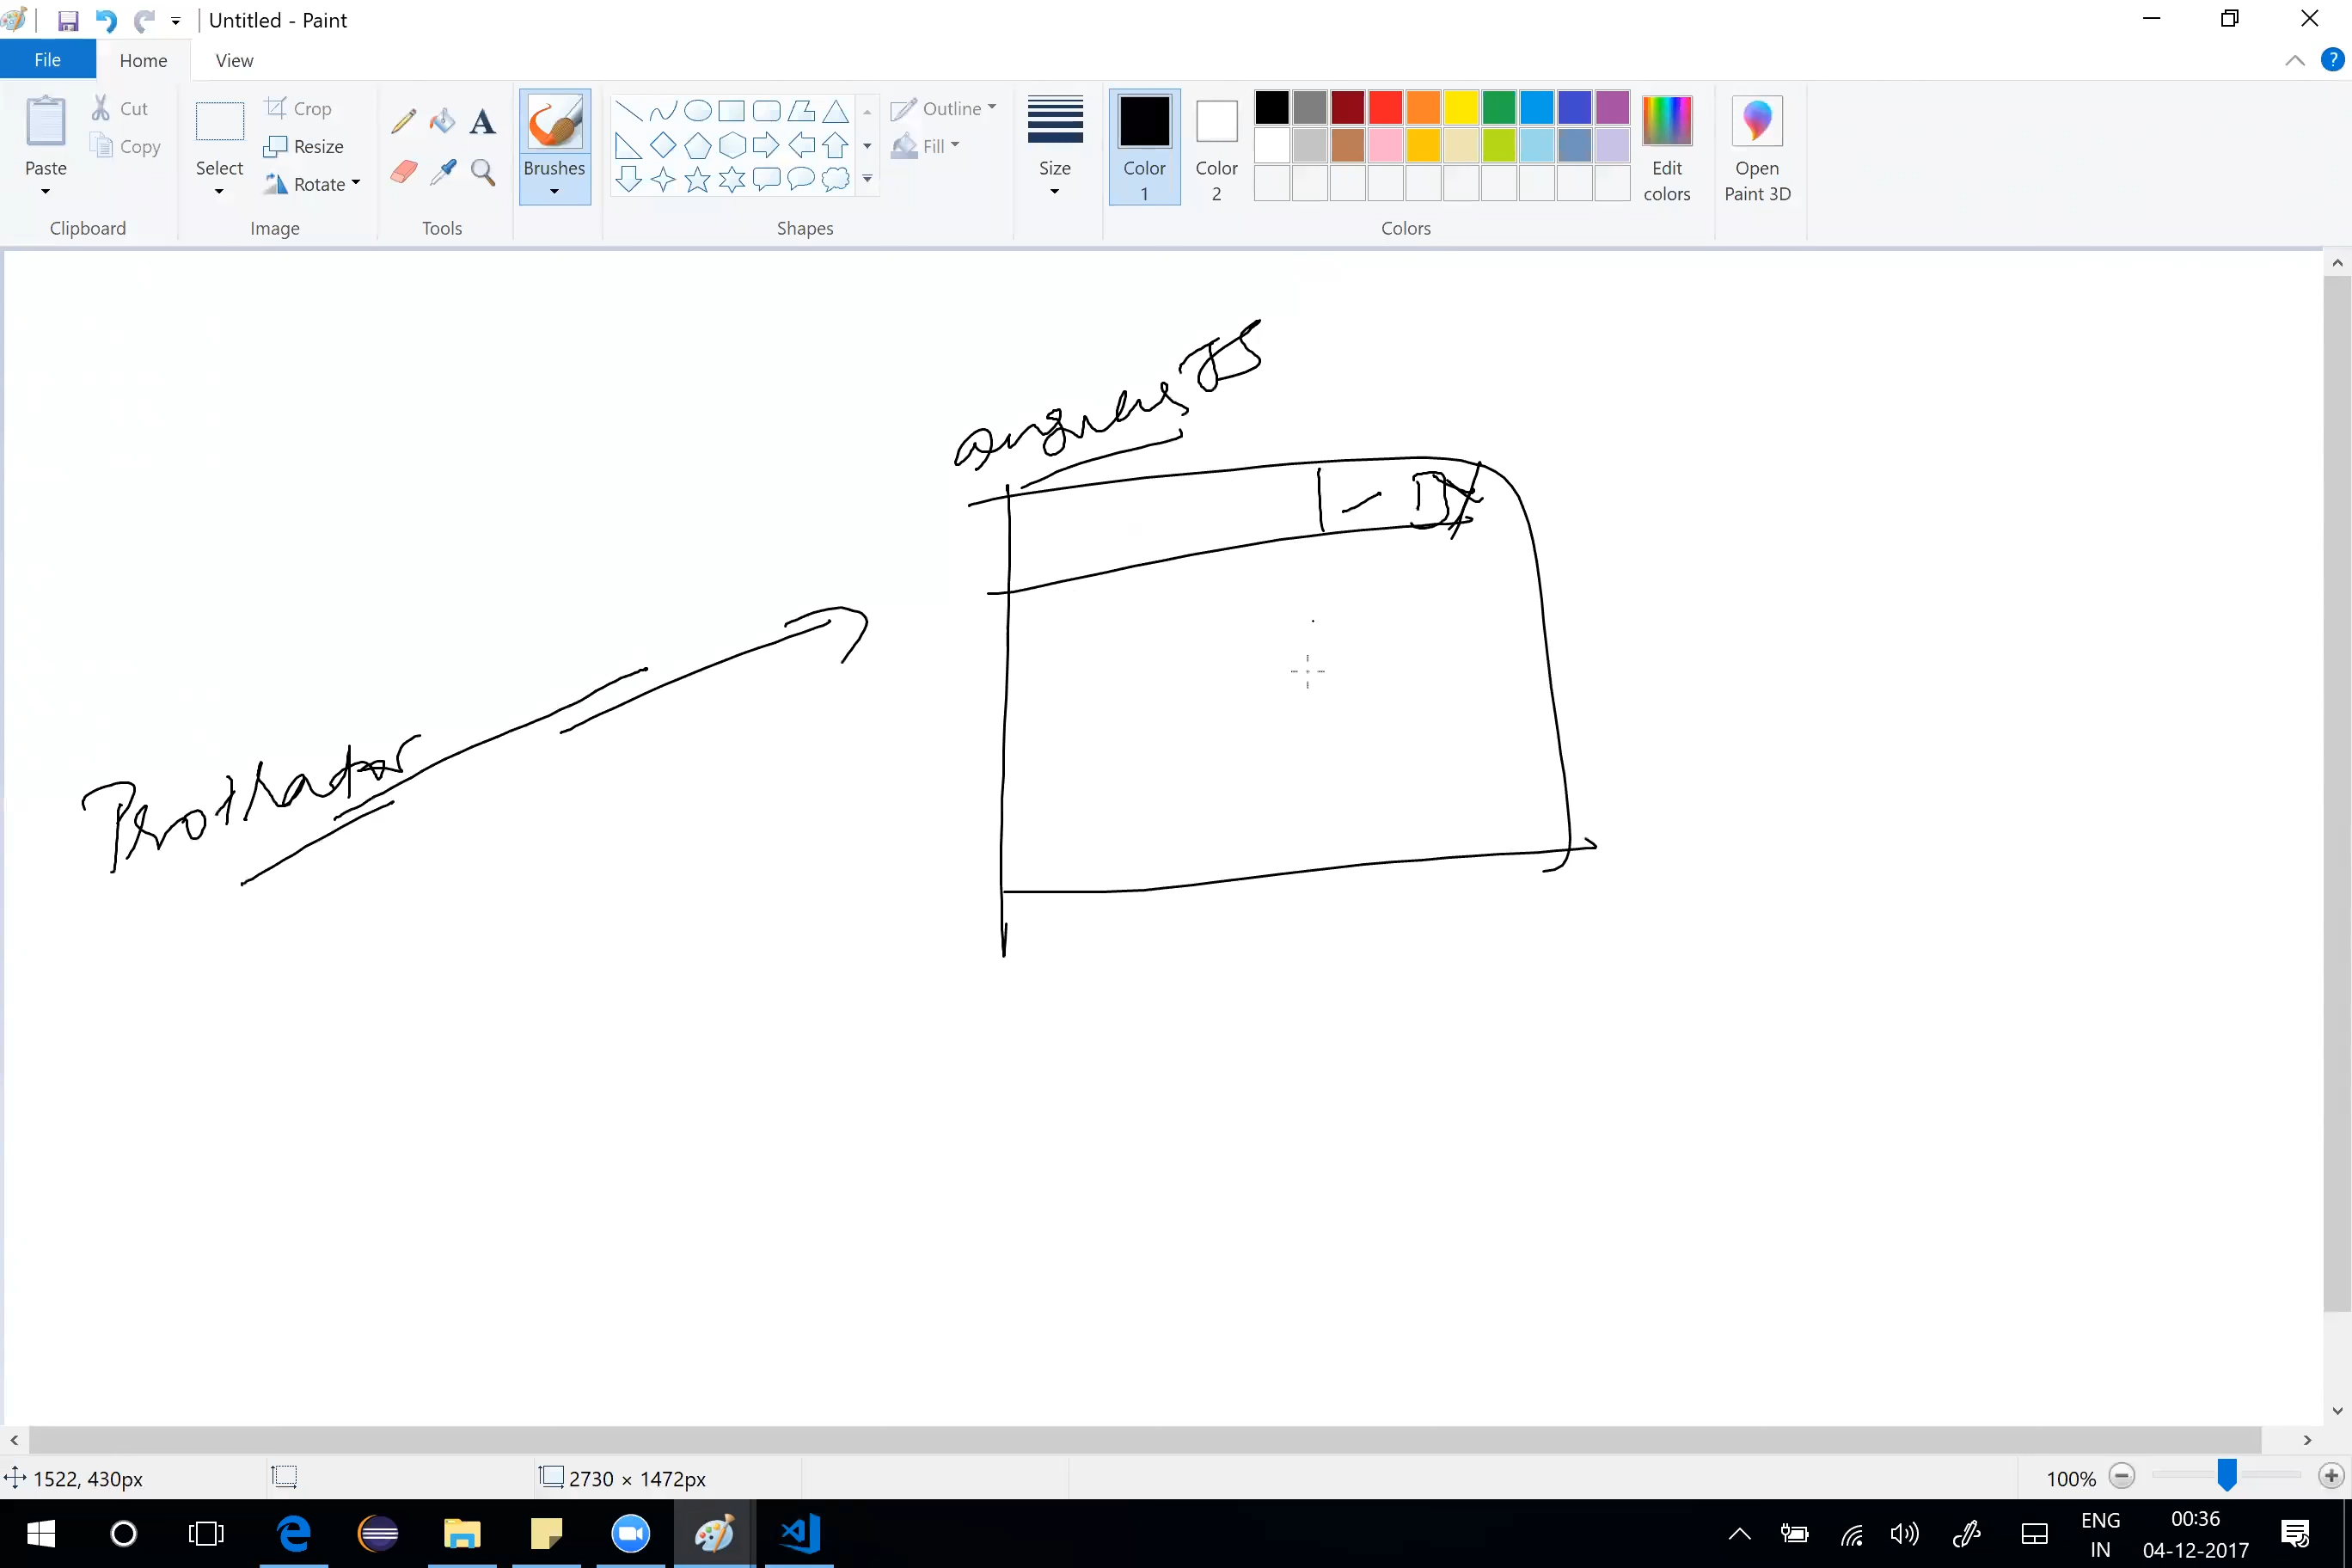 Untitled - Paint
File Home View
Paste
Cut
Copy
Clipboard
Select
Crop
Resize
Rotate
Image
A
Tools
Brushes
Shapes
Outline
Fill
Size
Color 1
Color 2
Edit colors
Colors
Open Paint 3D
angular JS
Protractor
1522, 430px
2730 × 1472px
100%
ENG IN
00:36
04-12-2017